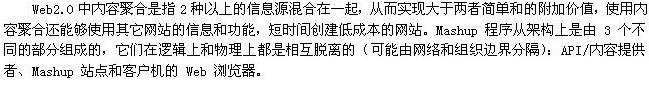 Web2.0 中内容聚合是指 2 种以上的信息源混合在一起，从而实现大于两者简单和的附加价值，使用内
容聚合还能够使用其它网站的信息和功能，短时间创建低成本的网站。Mashup 程序从架构上是由 3 个不
同的部分组成的，它们在逻辑上和物理上都是相互脱离的（可能由网络和组织边界分隔）：API/内容提供
者、Mashup 站点和客户机的 Web 浏览器。